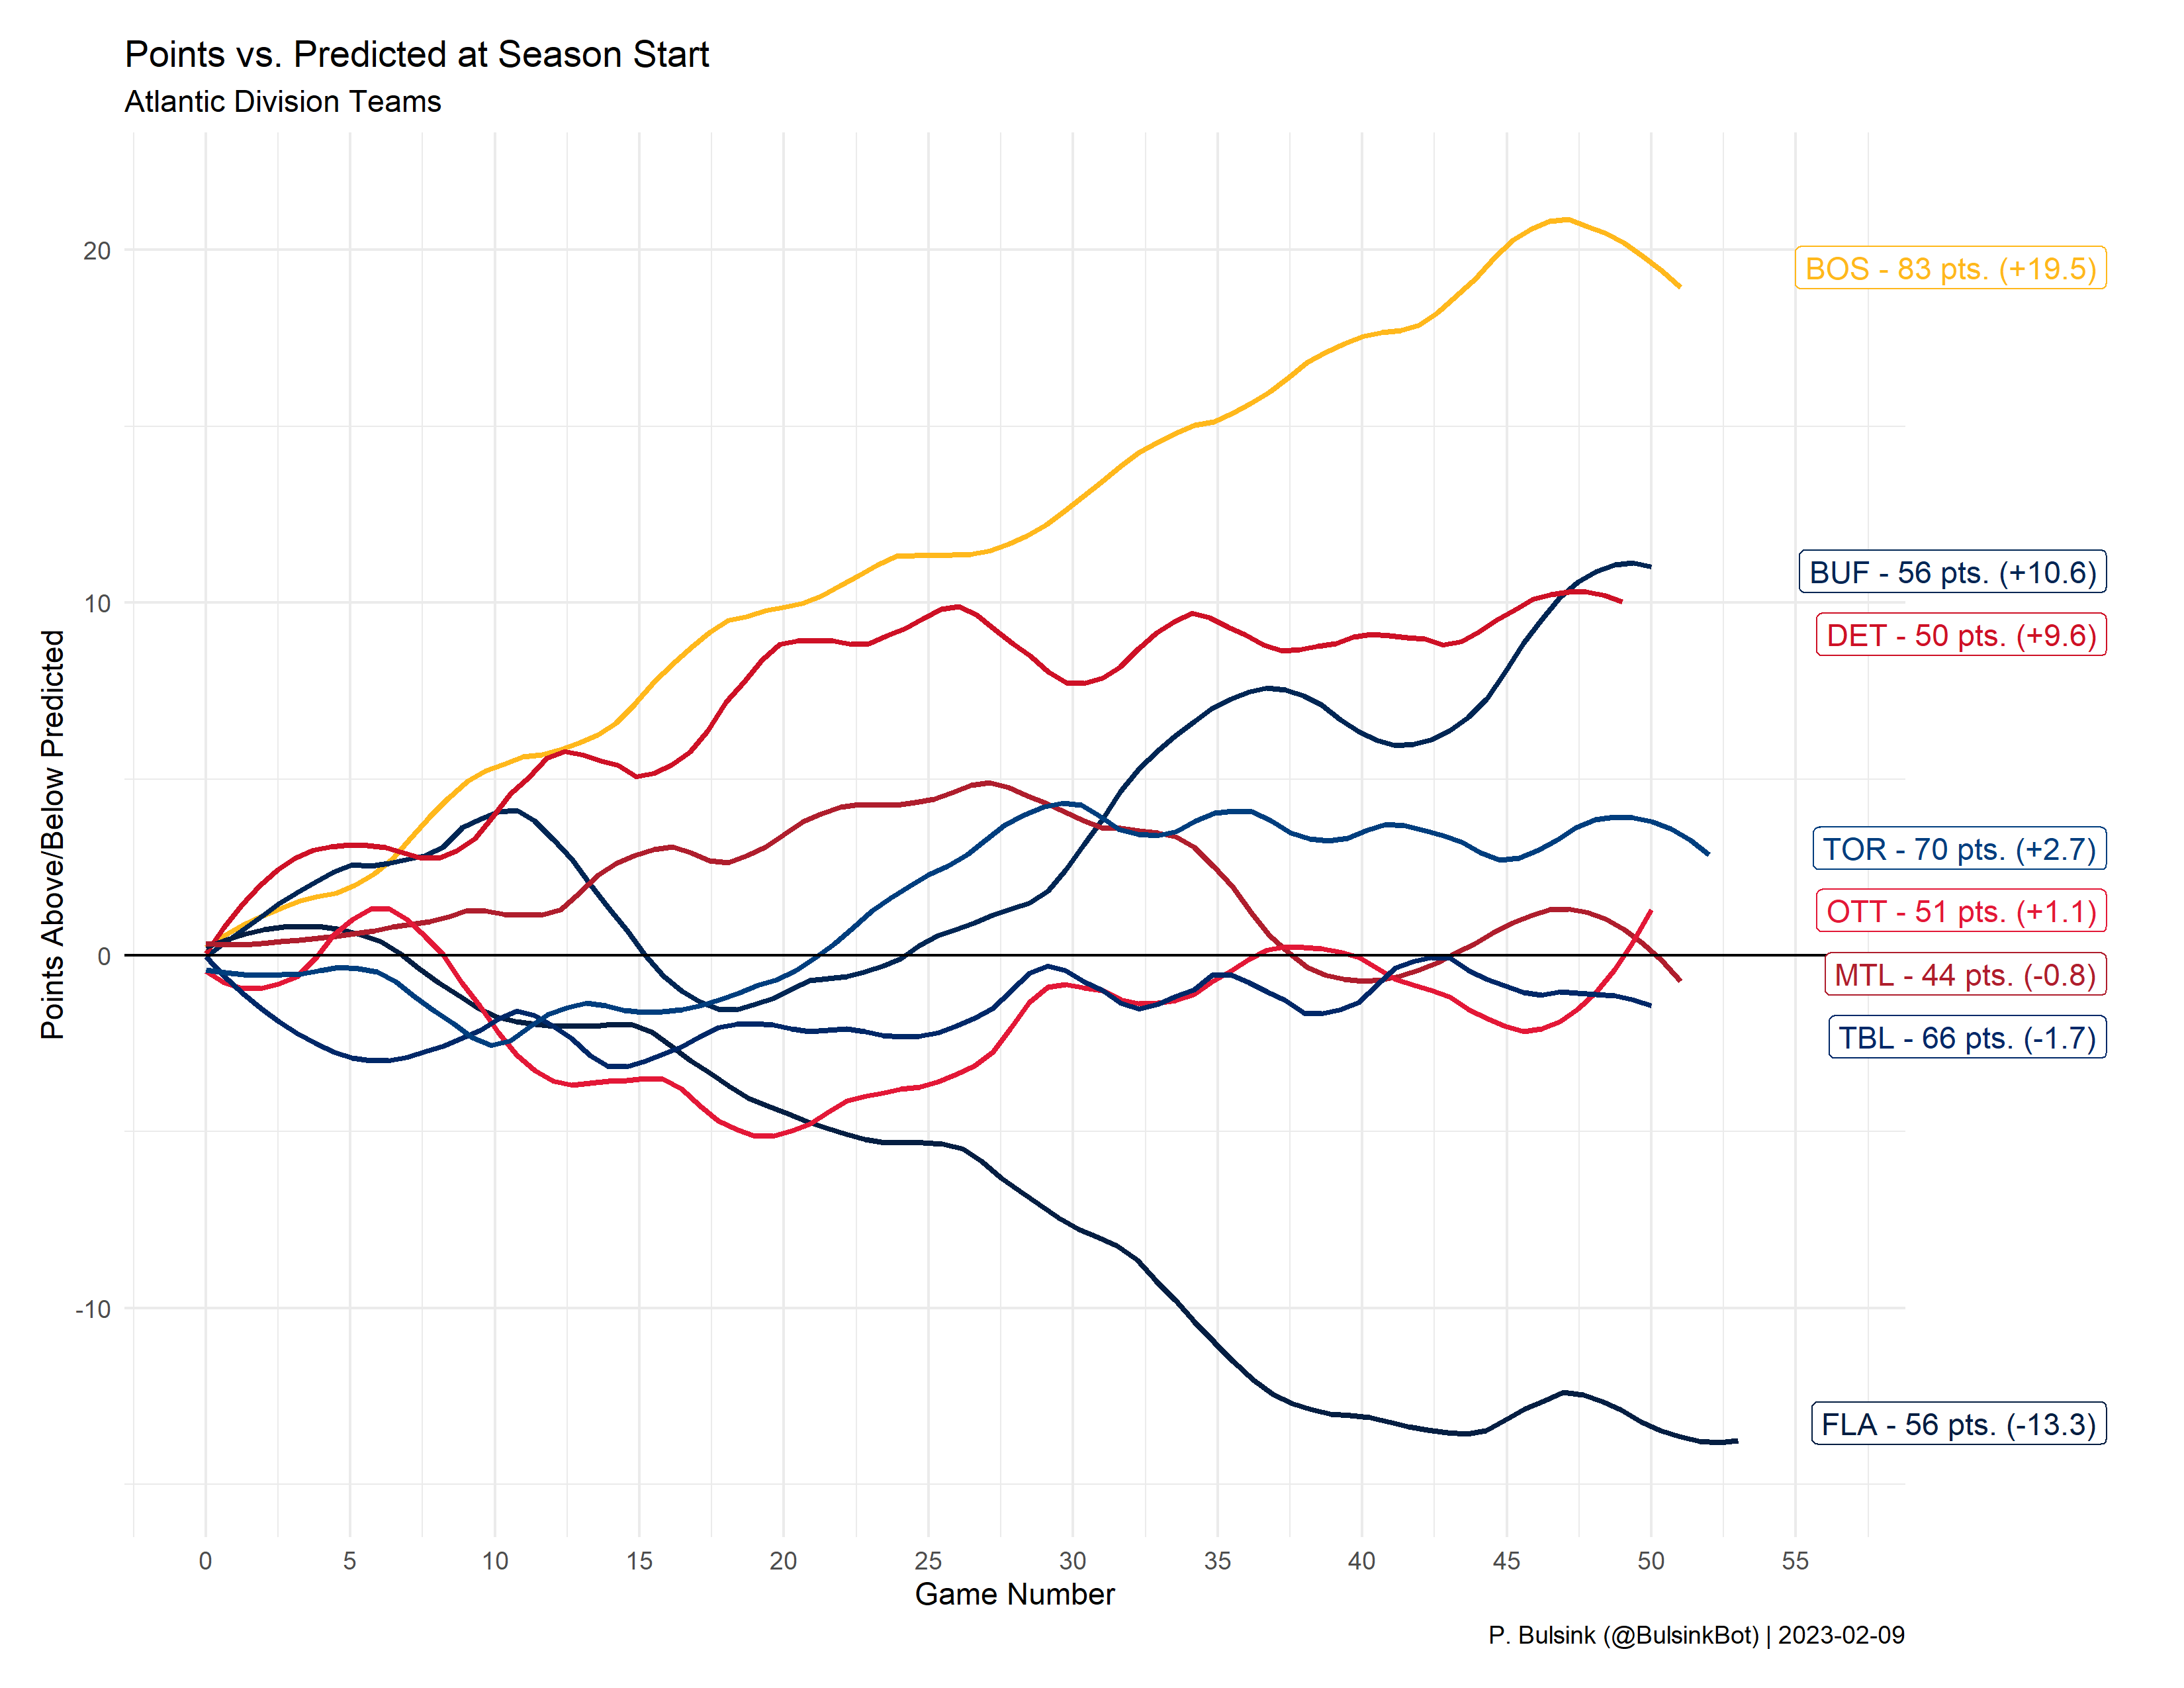 Points vs. Predicted at Season Start
Atlantic Division Teams
Points Above/Below Predicted
20
10
0
-10
BOS - 83 pts. (+19.5)
BUF - 56 pts. (+10.6)
DET - 50 pts. (+9.6)
TOR - 70 pts. (+2.7)
OTT - 51 pts. (+1.1)
MTL - 44 pts. (-0.8)
TBL - 66 pts. (-1.7)
FLA - 56 pts. (-13.3)
0 5 10 15 20 25 30 35 40 45 50 55
Game Number
P. Bulsink (@BulsinkBot) | 2023-02-09